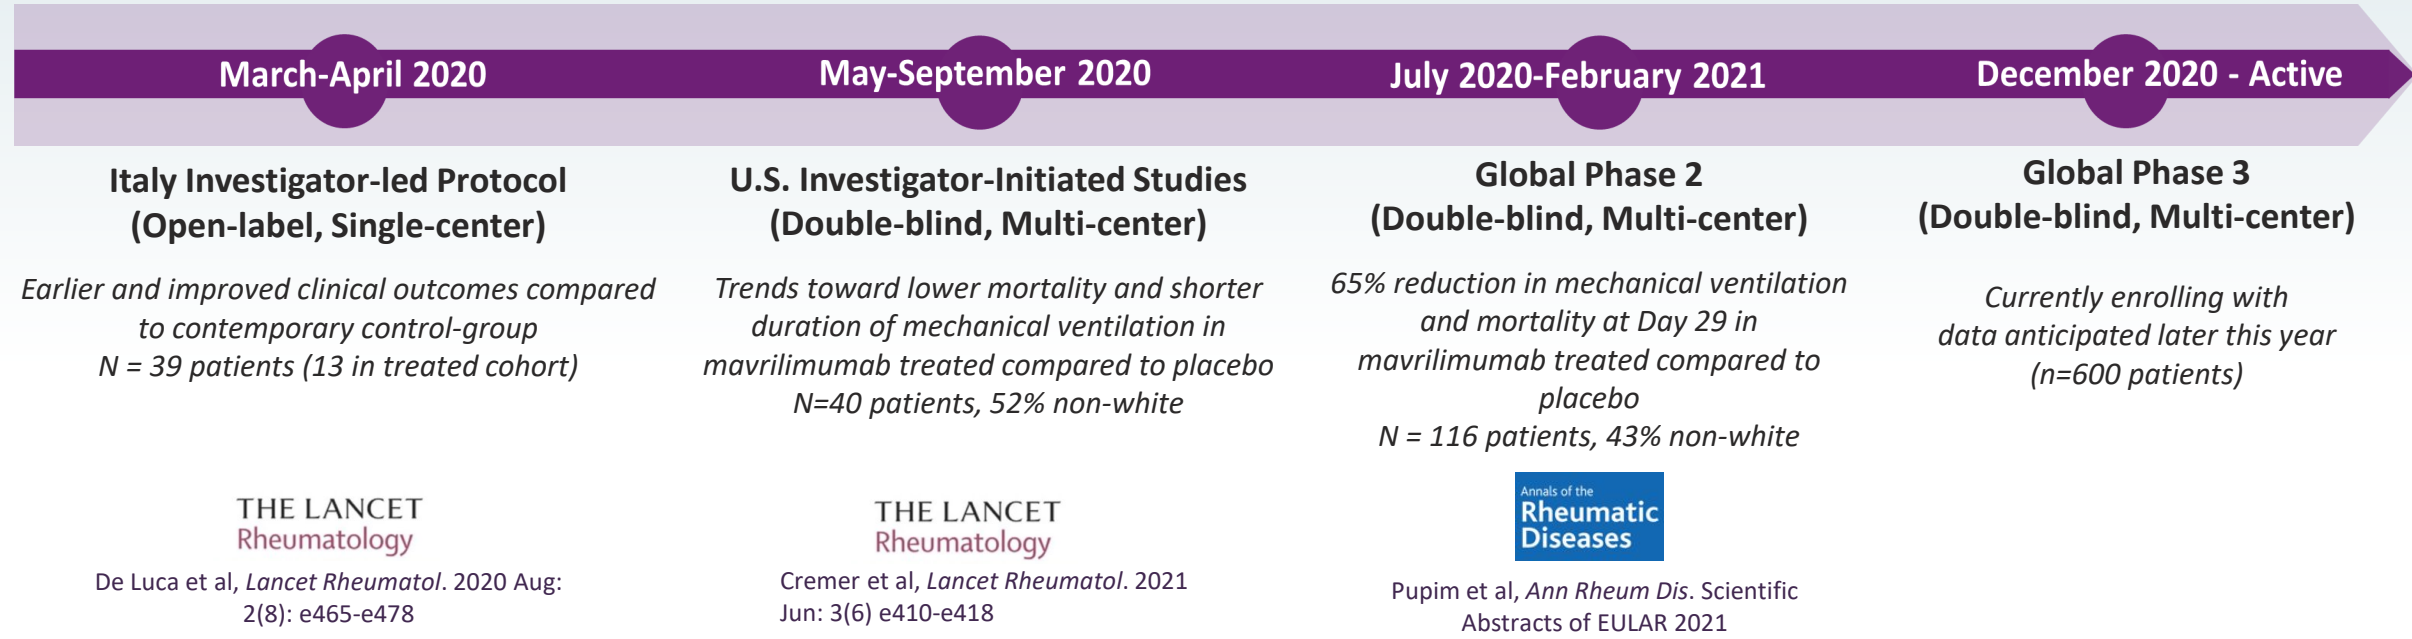 March-April 2020
May-September 2020
July 2020-February 2021
December 2020 - Active
Italy Investigator-led Protocol
(Open-label, Single-center)
Earlier and improved clinical outcomes compared
to contemporary control-group
N = 39 patients (13 in treated cohort)
THE LANCET
Rheumatology
De Luca et al, Lancet Rheumatol. 2020 Aug:
2(8): e465-e478
U.S. Investigator-Initiated Studies
(Double-blind, Multi-center)
Trends toward lower mortality and shorter
duration of mechanical ventilation in
mavrilimumab treated compared to placebo
N=40 patients, 52% non-white
THE LANCET
Rheumatology
Cremer et al, Lancet Rheumatol. 2021
Jun: 3(6) e410-e418
Global Phase 2
(Double-blind, Multi-center)
65% reduction in mechanical ventilation
and mortality at Day 29 in
mavrilimumab treated compared to
placebo
N = 116 patients, 43% non-white
Annals of the
Rheumatic
Diseases
Pupim et al, Ann Rheum Dis. Scientific
Abstracts of EULAR 2021
Global Phase 3
(Double-blind, Multi-center)
Currently enrolling with
data anticipated later this year
(n=600 patients)